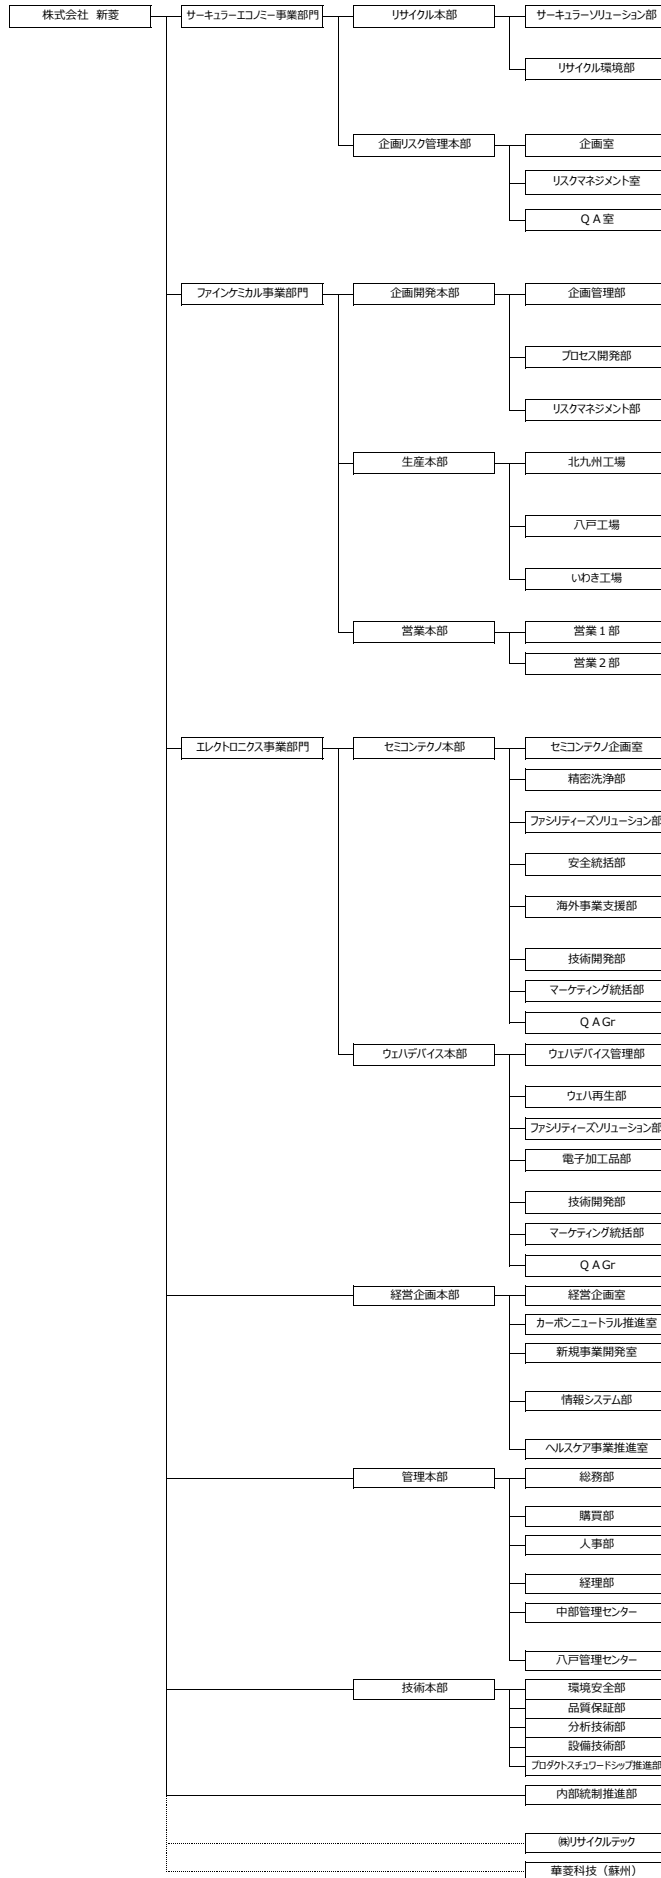 株式会社 新菱
サーキュラーエコノミー事業部門
リサイクル本部
サーキュラーソリューション部
リサイクル環境部
企画リスク管理本部
企画室
リスクマネジメント室
ＱＡ室
ファインケミカル事業部門
企画開発本部
企画管理部
プロセス開発部
リスクマネジメント部
生産本部
北九州工場
八戸工場
いわき工場
営業本部
営業１部
営業２部
エレクトロニクス事業部門
セミコンテクノ本部
セミコンテクノ企画室
精密洗浄部
ファシリティーズソリューション部
安全統括部
海外事業支援部
技術開発部
マーケティング統括部
ＱＡGr
ウェハデバイス本部
ウェハデバイス管理部
ウェハ再生部
ファシリティーズソリューション部
電子加工品部
技術開発部
マーケティング統括部
ＱＡGr
経営企画本部
経営企画室
カーボンニュートラル推進室
新規事業開発室
情報システム部
ヘルスケア事業推進室
管理本部
総務部
購買部
人事部
経理部
中部管理センター
八戸管理センター
技術本部
環境安全部
品質保証部
分析技術部
設備技術部
プロダクトスチュワードシップ推進部
内部統制推進部
㈱リサイクルテック
華菱科技（蘇州）